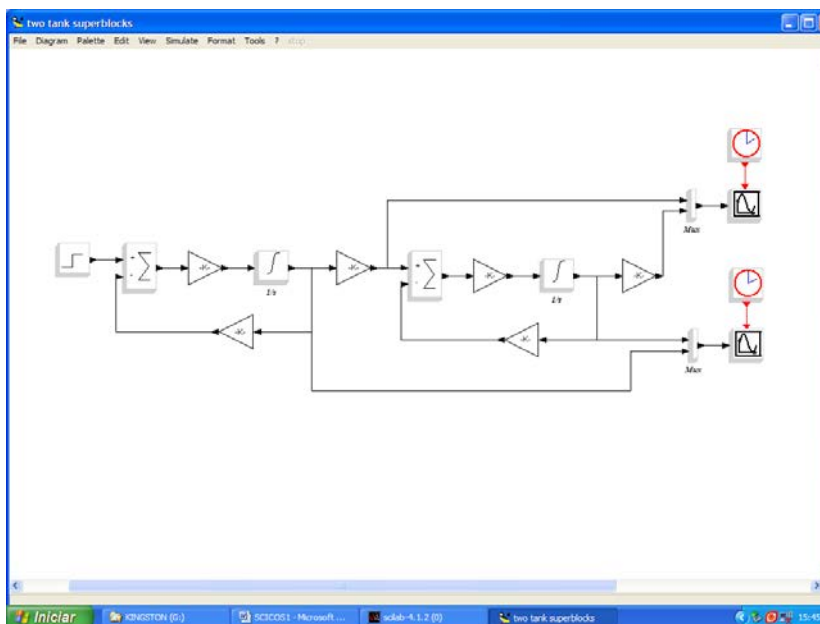 two tank superblocks
File Diagram Palette Edit View Simulate Format Tools ? stop
Mux
+
-
1/s
+
-
1/s
Mux
Iniciar KINGSTON (G:) SCICOS1 - Microsoft ... scilab-4.1.2 (0) two tank superblocks 15:45